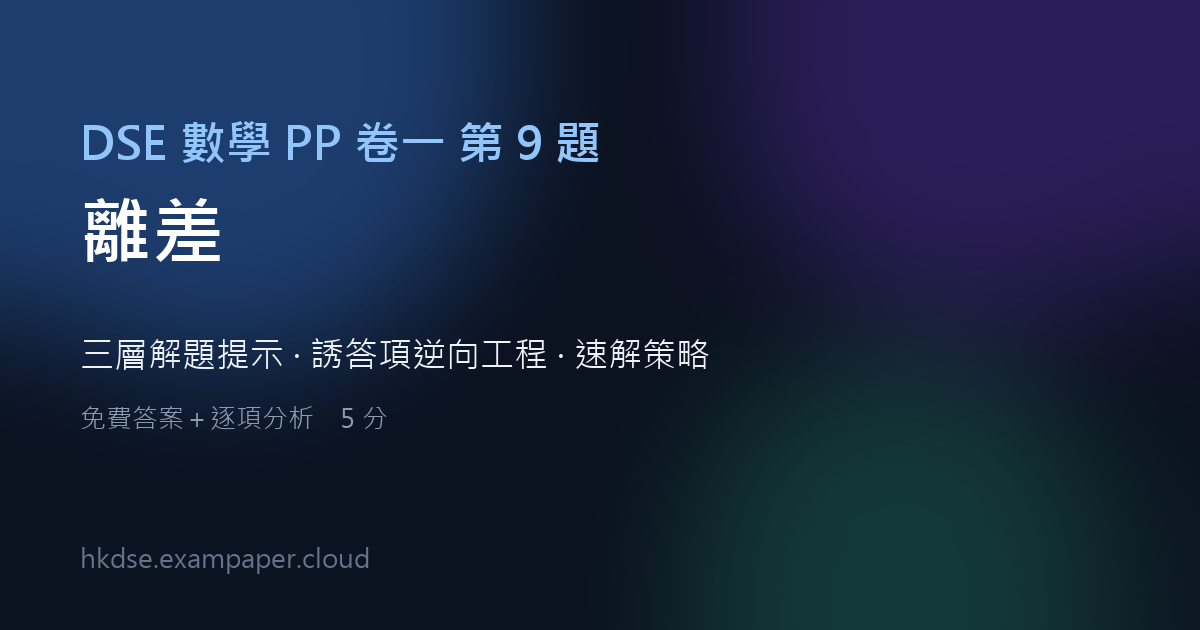 DSE 數學 PP 卷一 第 9 題
離差
三層解題提示 · 誘答項逆向工程 · 速解策略
免費答案 + 逐項分析 5 分
hkdse.exampaper.cloud